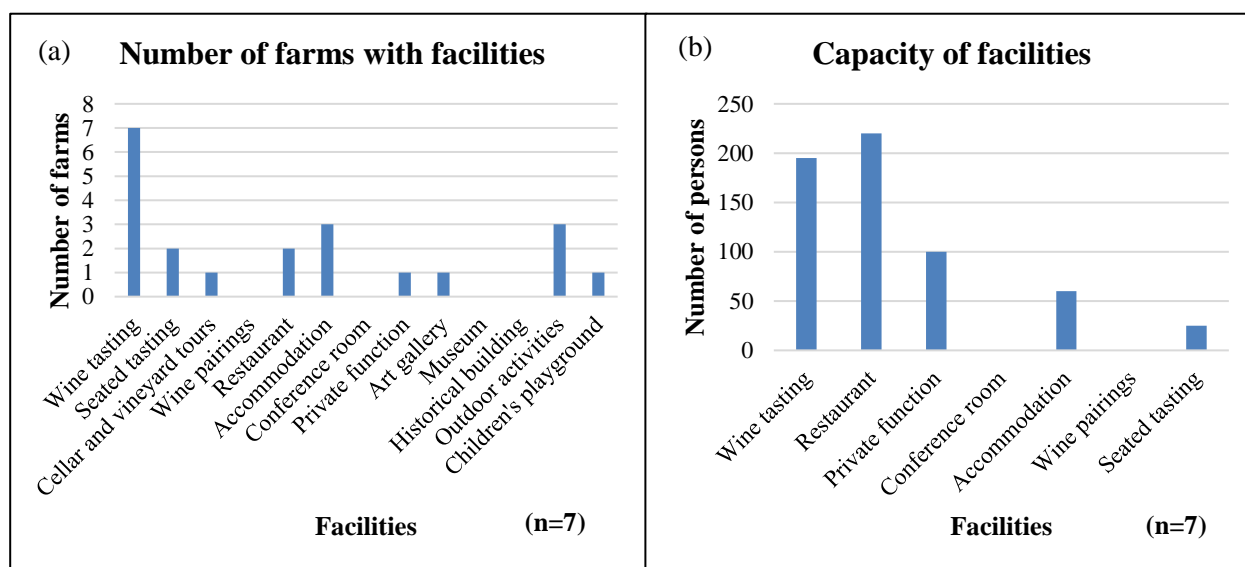 (a)
Number of farms with facilities
Number of farms
8
7
6
5
4
3
2
1
0
Wine tasting
Seated tasting
Cellar and vineyard tours
Wine pairings
Restaurant
Accommodation
Conference room
Private function
Art gallery
Museum
Historical building
Outdoor activities
Children's playground
Facilities
(n=7)
(b)
Capacity of facilities
Number of persons
250
200
150
100
50
0
Wine tasting
Restaurant
Private function
Conference room
Accommodation
Wine pairings
Seated tasting
Facilities
(n=7)